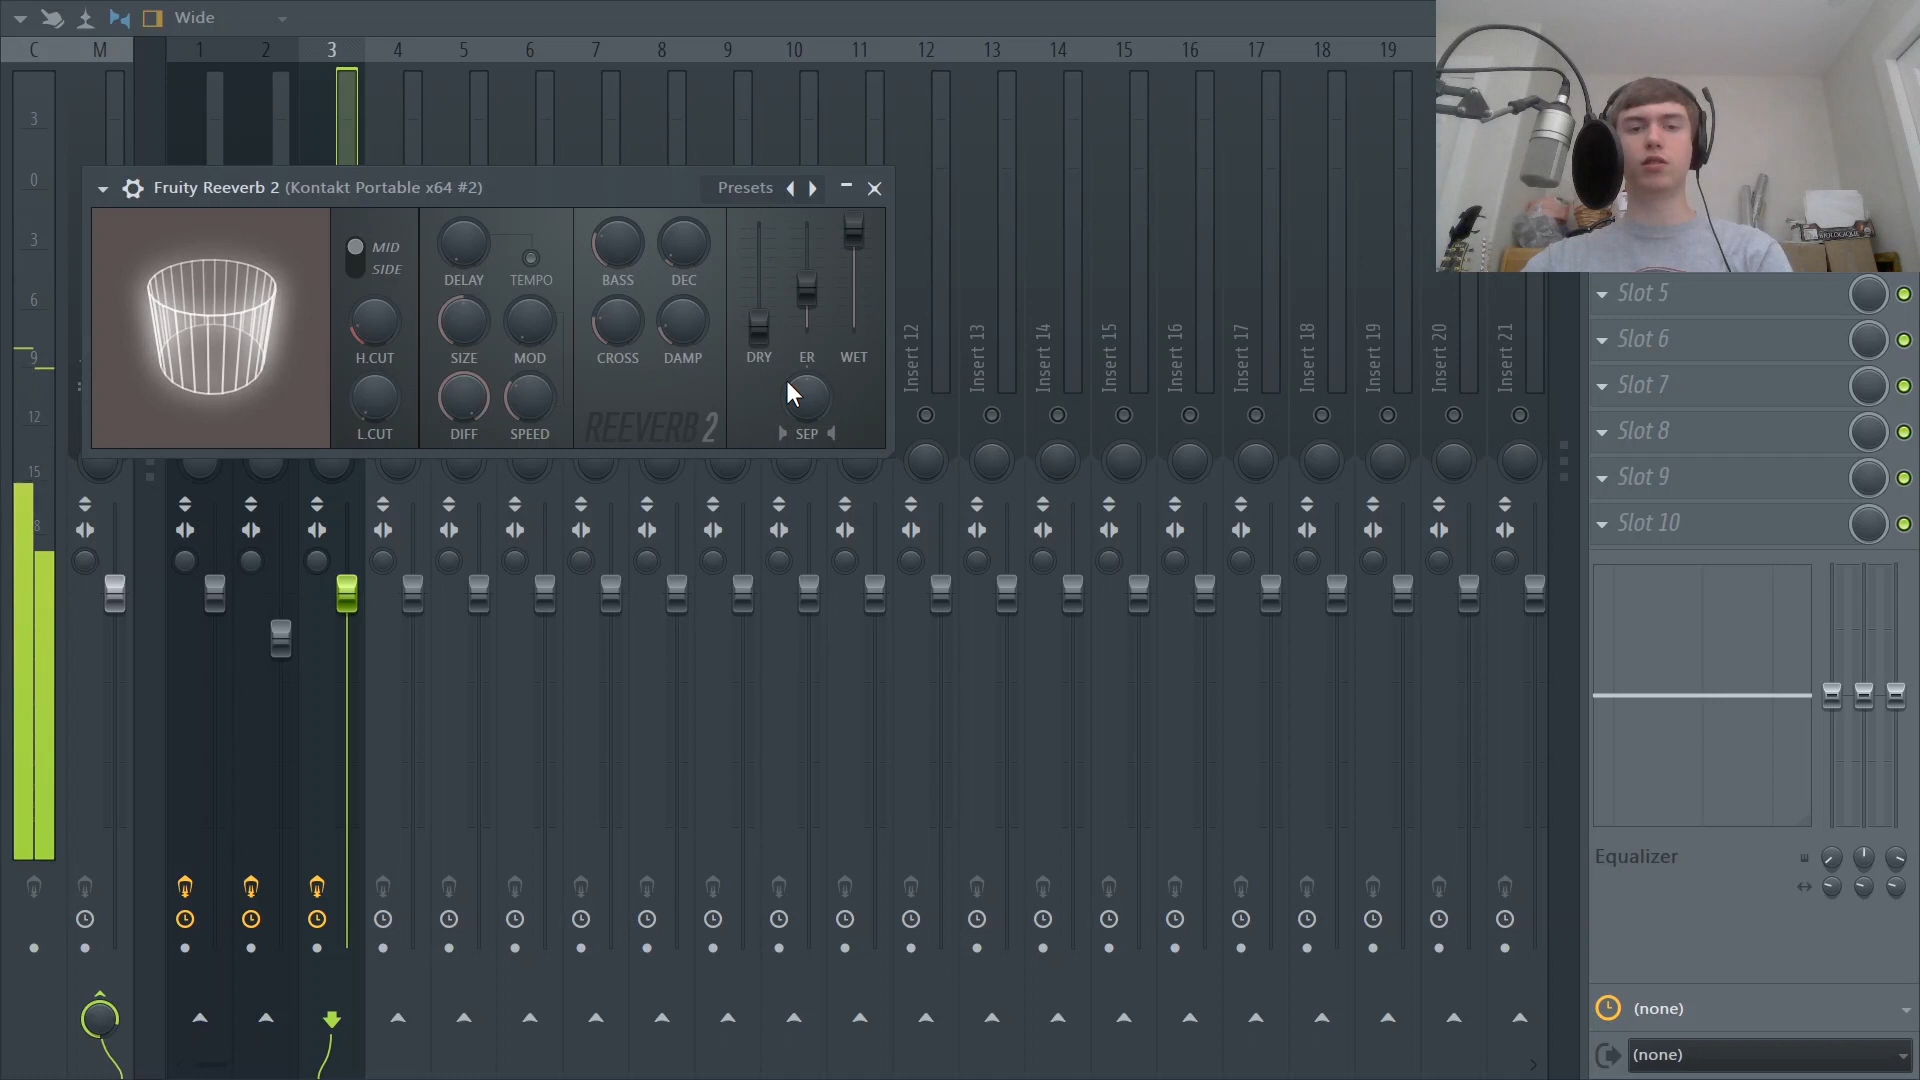 Wide
C M 1 2 3 4 5 6 7 8 9 10 11 12 13 14 15 16 17 18 19
3
0
3
6
9
12
15
8
Fruity Reeverb 2 (Kontakt Portable x64 #2)
Presets
MID
SIDE
H.CUT
L.CUT
DELAY
TEMPO
SIZE
MOD
DIFF
SPEED
BASS
DEC
CROSS
DAMP
REEVERB 2
DRY
ER
WET
SEP
Insert 12
Insert 13
Insert 14
Insert 15
Insert 16
Insert 17
Insert 18
Insert 19
Insert 20
Insert 21
BIOLOGIQUE
Slot 5
Slot 6
Slot 7
Slot 8
Slot 9
Slot 10
Equalizer
(none)
(none)